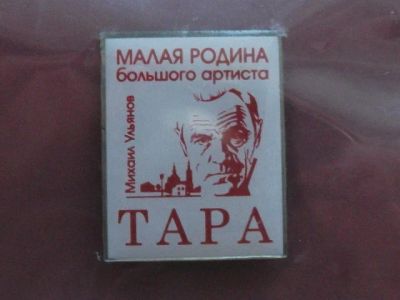 МАЛАЯ РОДИНА
большого артиста
Михаил Ульянов
ТАРА